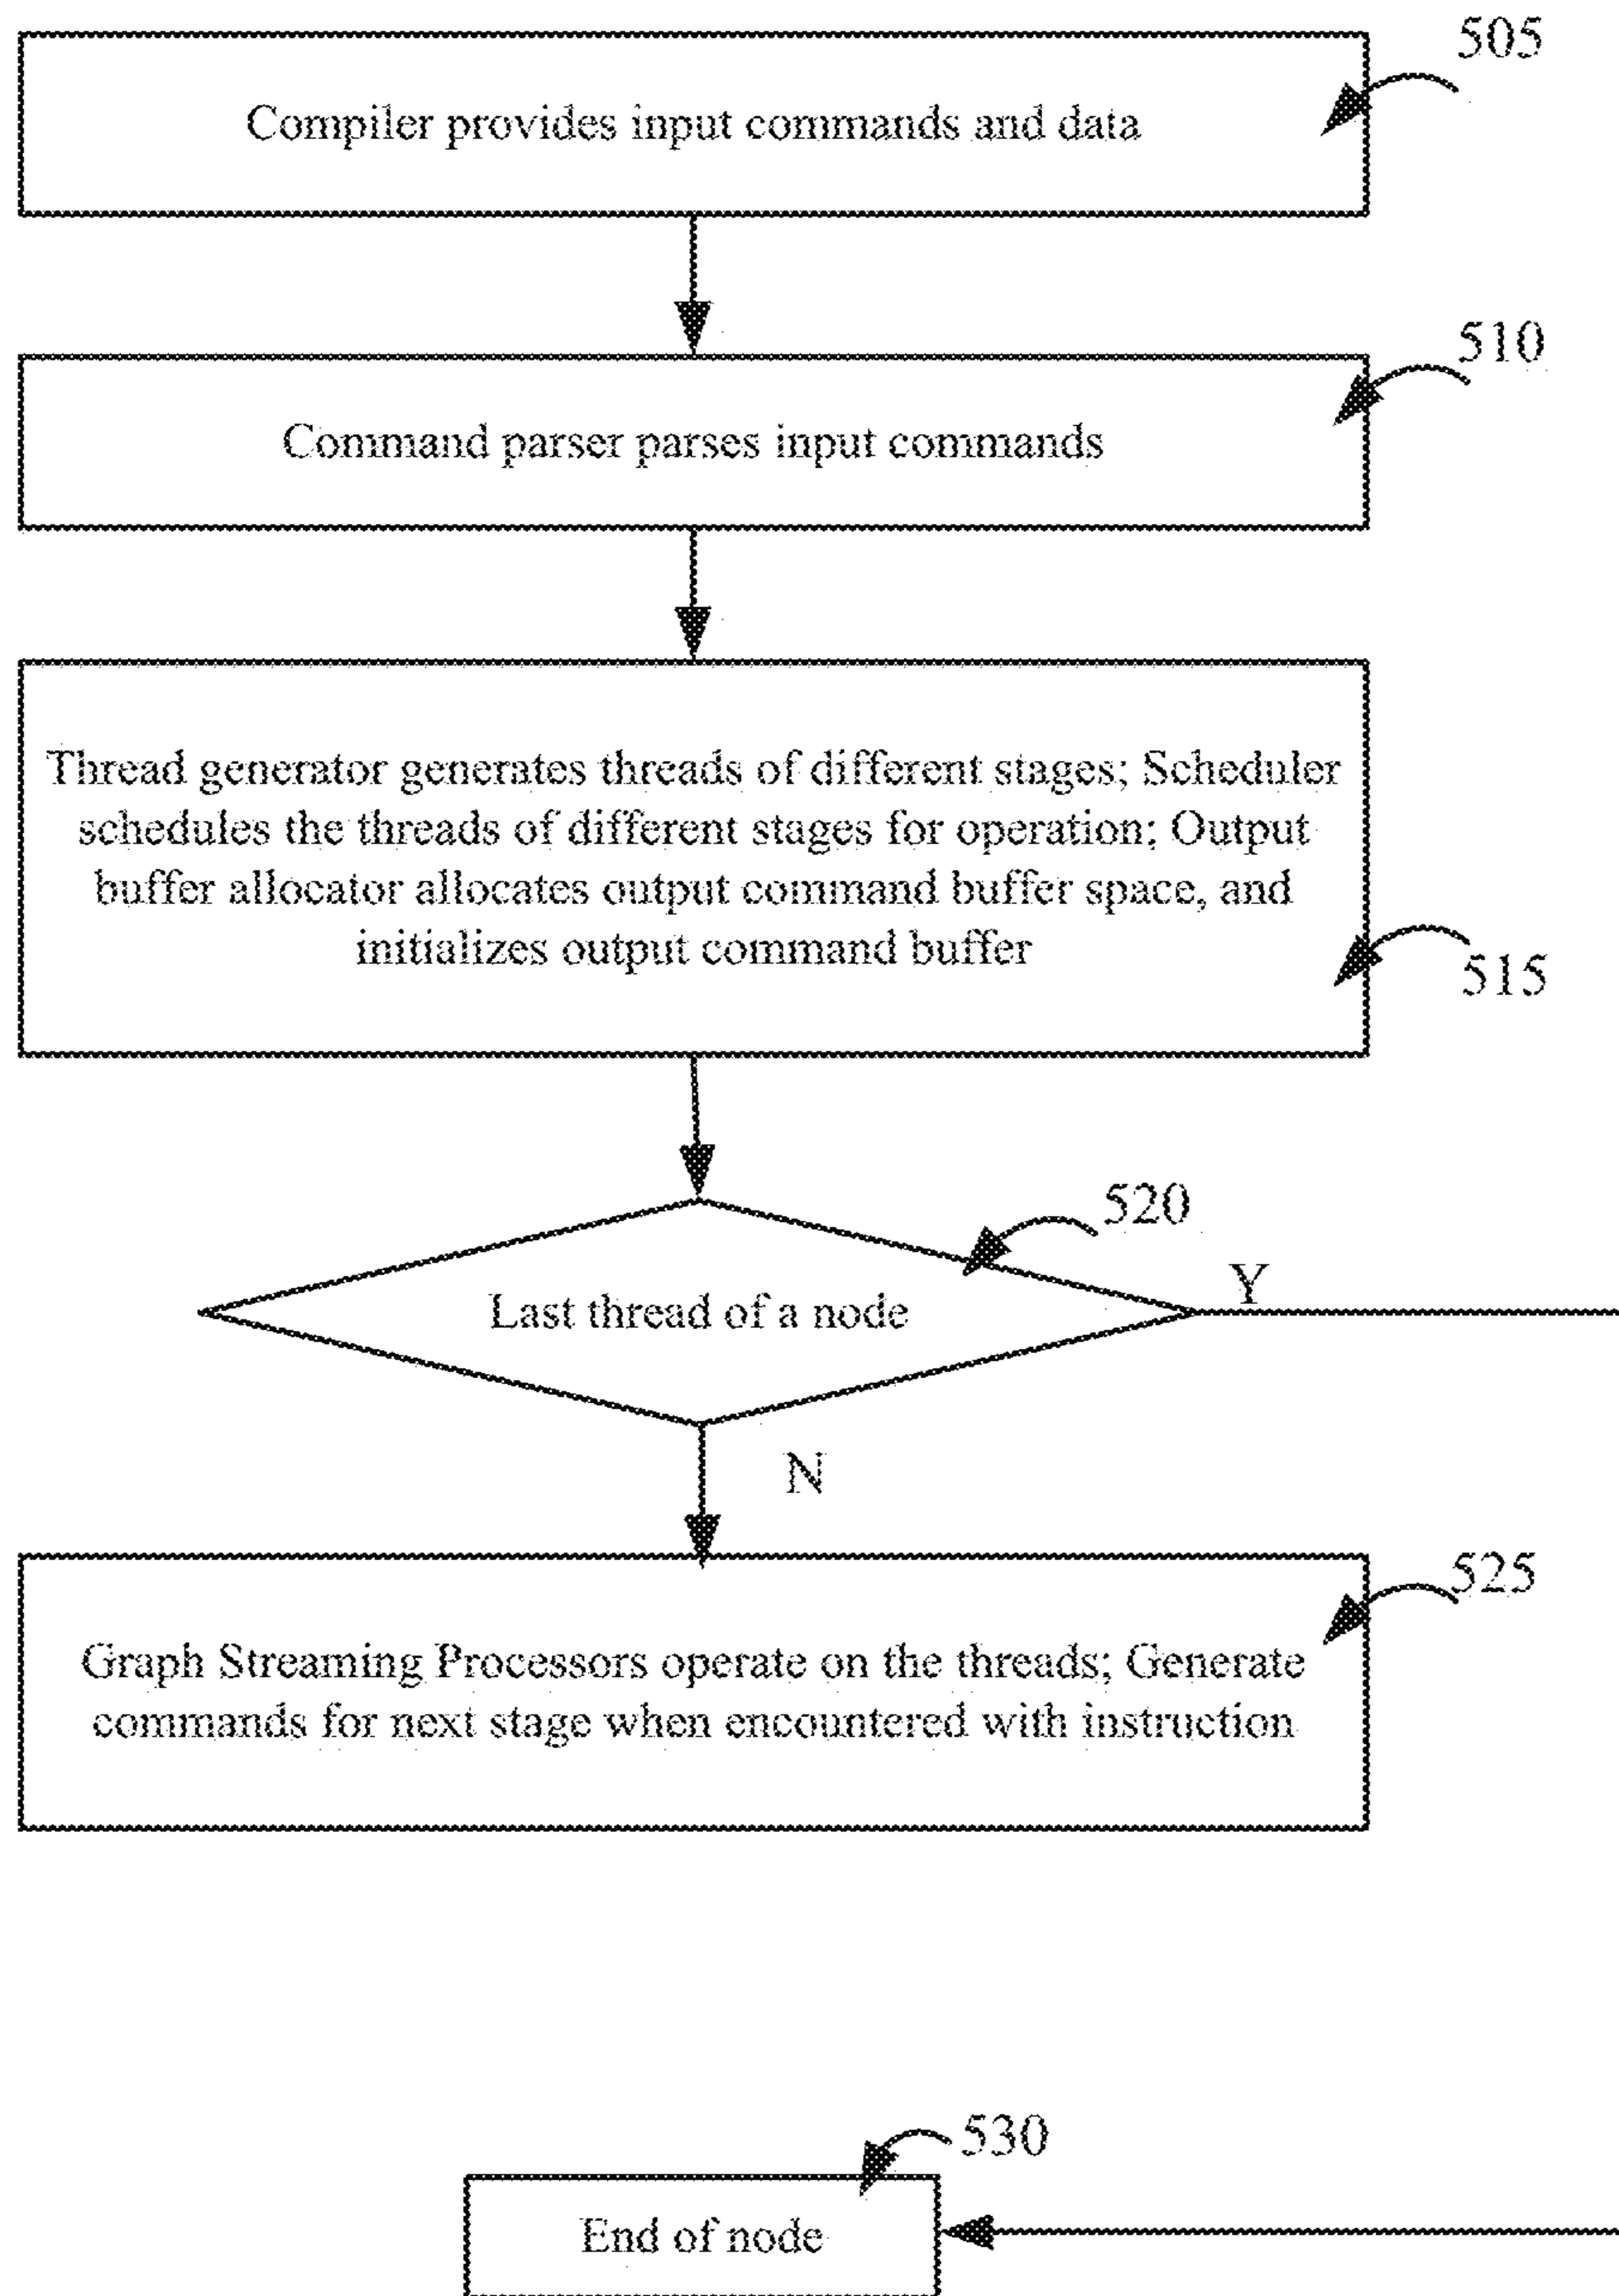 505
Compiler provides input commands and data
510
Command parser parses input commands
Thread generator generates threads of different stages; Scheduler
schedules the threads of different stages for operation; Output
buffer allocator allocates output command buffer space, and
initializes output command buffer
515
520
Last thread of a node
Y
N
525
Graph Streaming Processors operate on the threads; Generate
commands for next stage when encountered with instruction
530
End of node